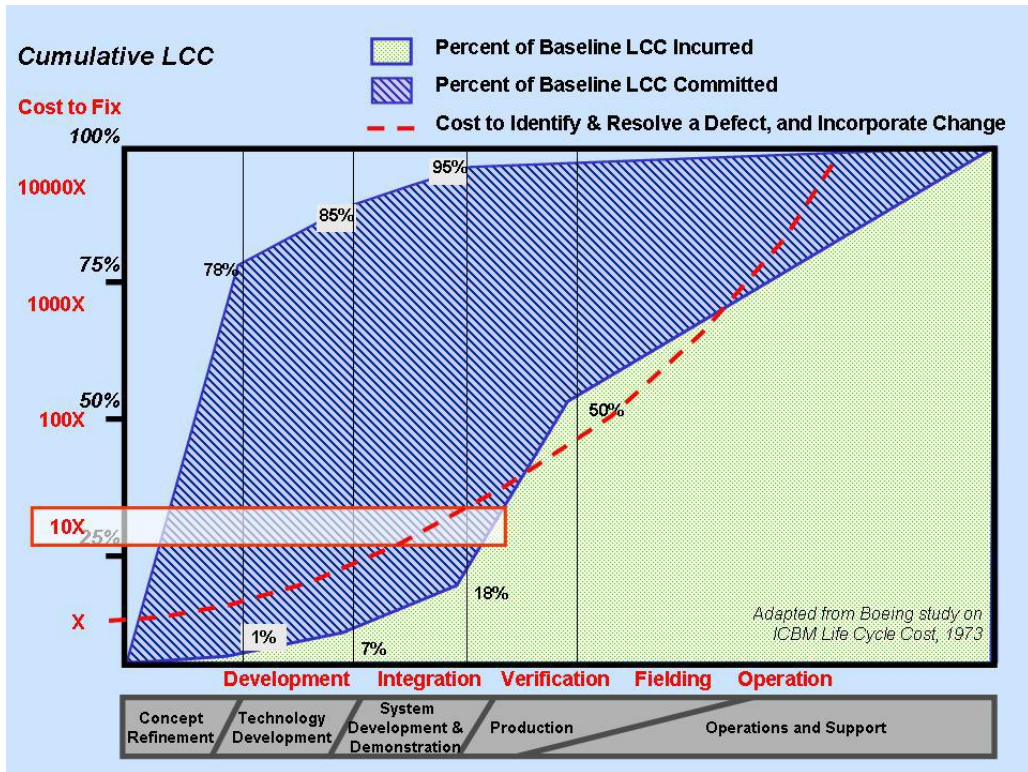 Cumulative LCC
Percent of Baseline LCC Incurred
Percent of Baseline LCC Committed
Cost to Identify & Resolve a Defect, and Incorporate Change
Cost to Fix
100%
10000X
95%
85%
75%
78%
1000X
50%
100X
50%
10X
25%
18%
X
1%
7%
Adapted from Boeing study on
ICBM Life Cycle Cost, 1973
Development Integration Verification Fielding Operation
Concept
Refinement
Technology
Development
System
Development &
Demonstration
Production
Operations and Support